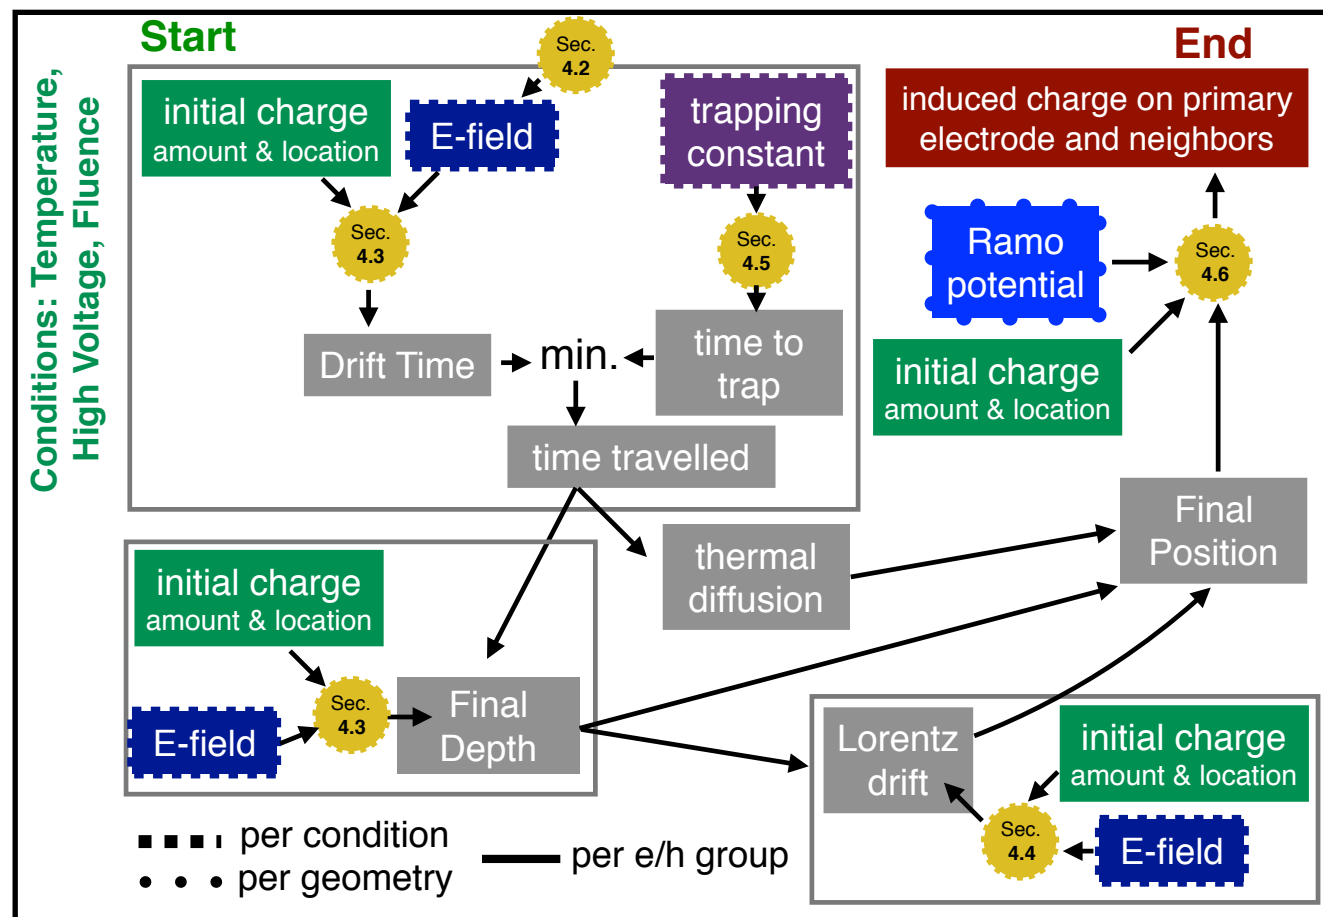 Start
Conditions: Temperature,
High Voltage, Fluence
Sec.
4.2
initial charge
amount & location
E-field
trapping
constant
Sec.
4.3
Sec.
4.5
Drift Time
min.
time to
trap
time travelled
End
induced charge on primary
electrode and neighbors
Ramo
potential
Sec.
4.6
initial charge
amount & location
Final
Position
thermal
diffusion
initial charge
amount & location
E-field
Sec.
4.3
Final
Depth
Lorentz
drift
initial charge
amount & location
Sec.
4.4
E-field
per condition
per geometry
per e/h group